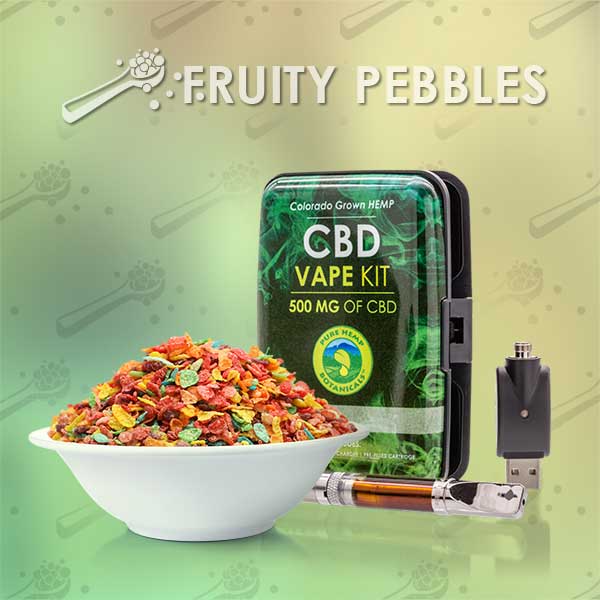 FRUITY PEBBLES
Colorado Grown HEMP
CBD
VAPE KIT
500 MG OF CBD
PURE HEMP
BOTANICALS